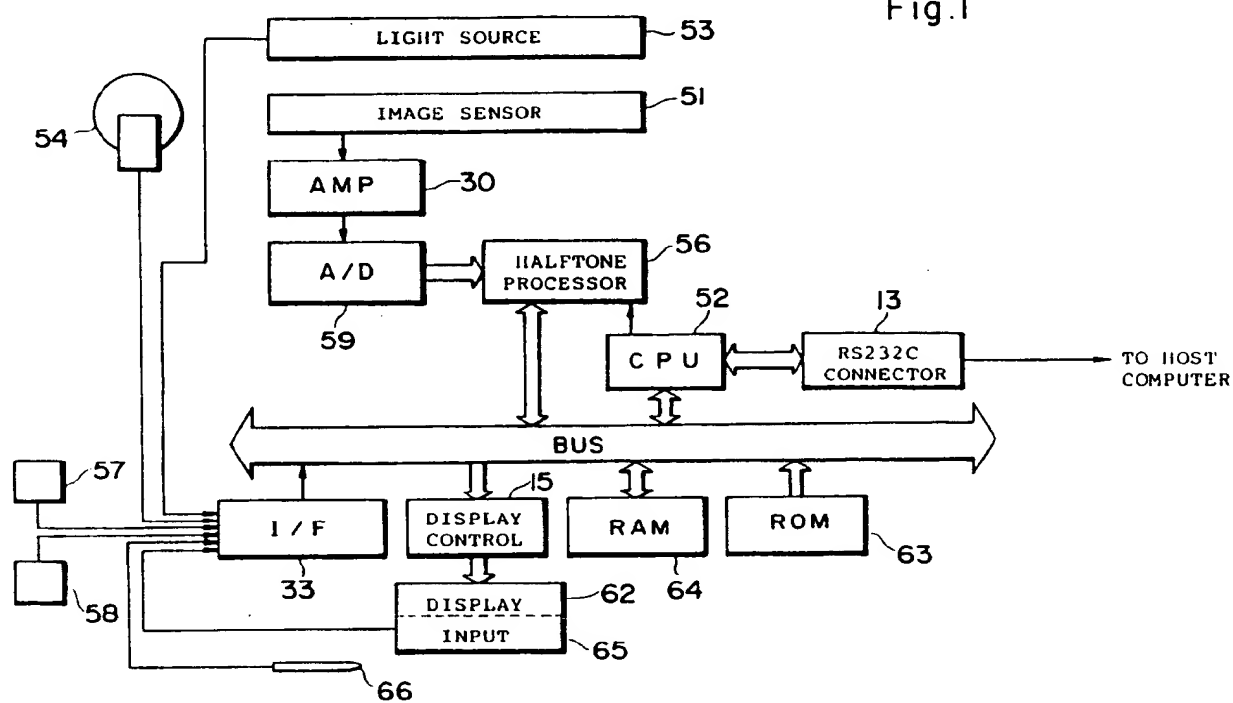 Fig.1
LIGHT SOURCE
53
IMAGE SENSOR
51
54
AMP
30
A/D
59
HALFTONE
PROCESSOR
56
CPU
52
RS232C
CONNECTOR
13
TO HOST
COMPUTER
BUS
57
58
I/F
33
DISPLAY
CONTROL
15
RAM
64
ROM
63
DISPLAY
62
INPUT
65
66